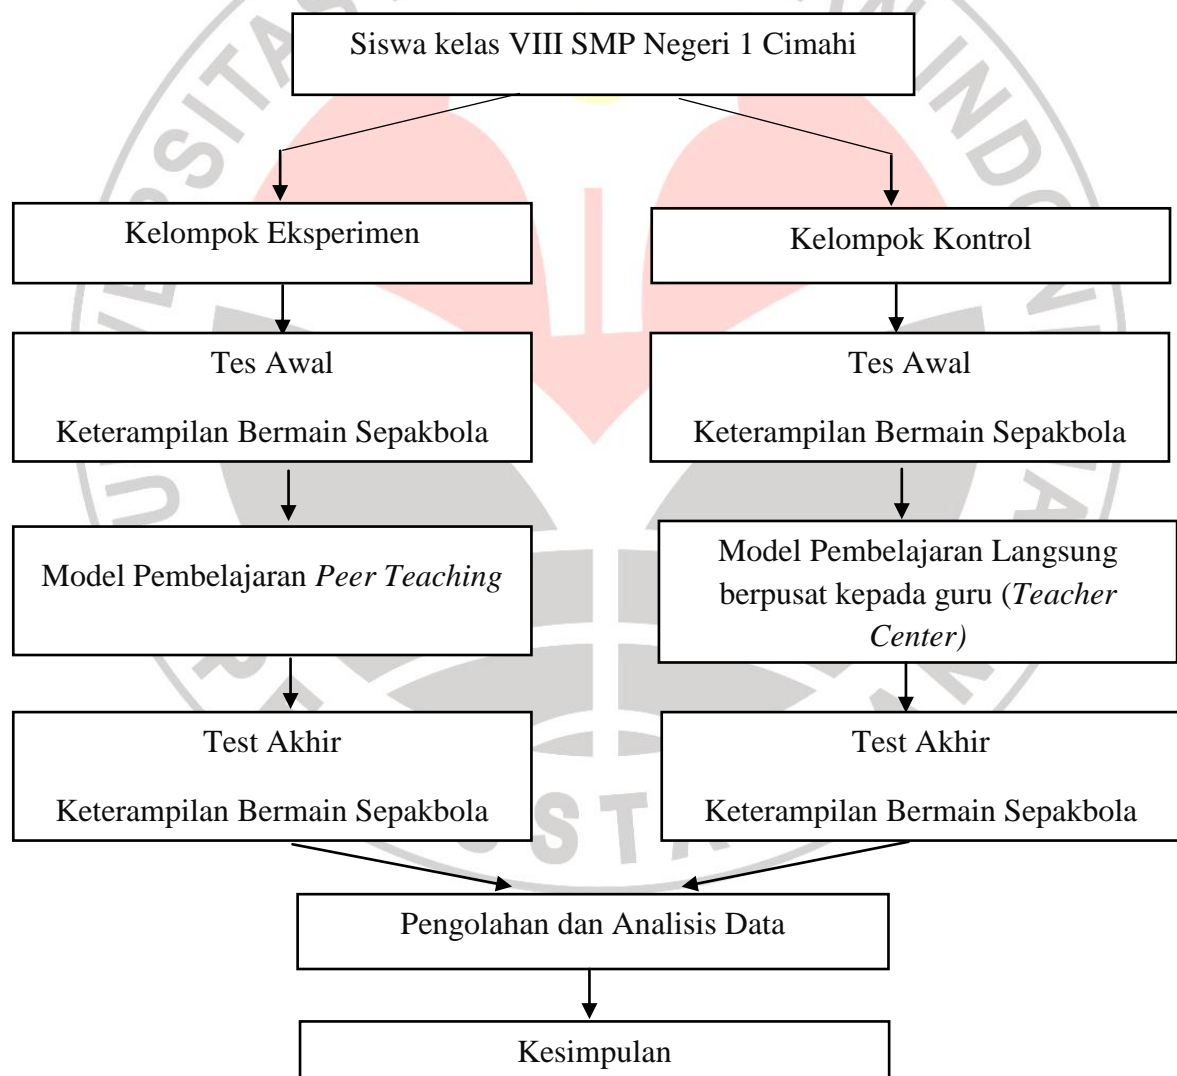 Siswa kelas VIII SMP Negeri 1 Cimahi
Kelompok Eksperimen
Kelompok Kontrol
Tes Awal
Keterampilan Bermain Sepakbola
Tes Awal
Keterampilan Bermain Sepakbola
Model Pembelajaran Peer Teaching
Model Pembelajaran Langsung
berpusat kepada guru (Teacher
Center)
Test Akhir
Keterampilan Bermain Sepakbola
Test Akhir
Keterampilan Bermain Sepakbola
Pengolahan dan Analisis Data
Kesimpulan